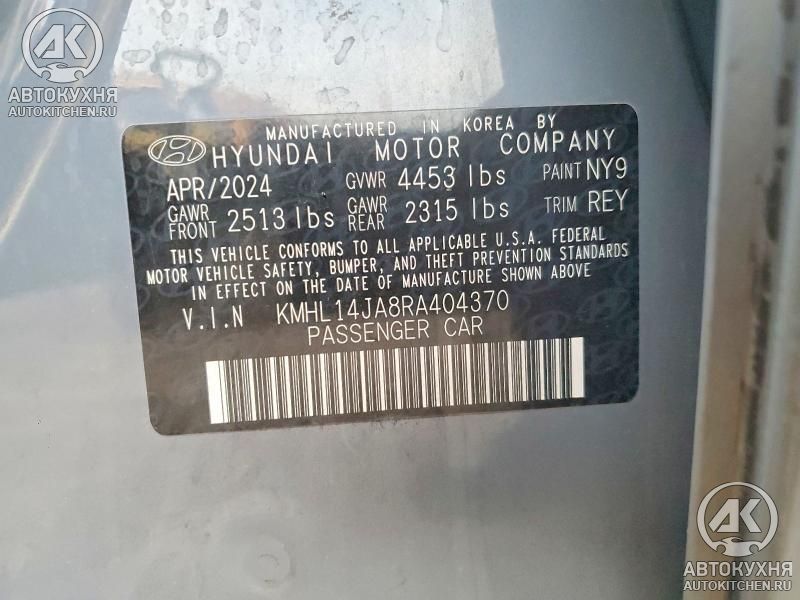 AK
АВТОКУХНЯ
AUTOKITCHEN.RU
MANUFACTURED IN KOREA BY
HYUNDAI MOTOR COMPANY
APR/2024 GVWR 4453 lbs PAINT NY9
GAWR FRONT 2513 lbs GAWR REAR 2315 lbs TRIM REY
THIS VEHICLE CONFORMS TO ALL APPLICABLE U.S.A. FEDERAL
MOTOR VEHICLE SAFETY, BUMPER, AND THEFT PREVENTION STANDARDS
IN EFFECT ON THE DATE OF MANUFACTURE SHOWN ABOVE.
V.I.N KMHL14JA8RA404370
PASSENGER CAR
AK
АВТОКУХНЯ
AUTOKITCHEN.RU